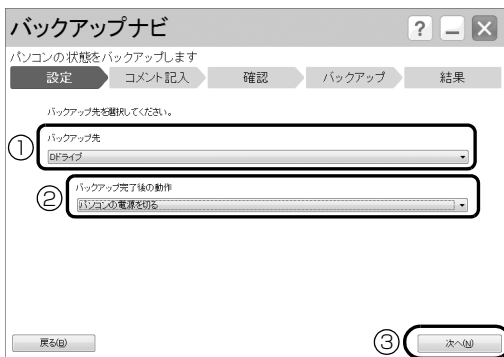 バックアップナビ ?
パソコンの状態をバックアップします
設定 コメント記入 確認 バックアップ 結果
バックアップ先を選択してください。
① バックアップ先
Dドライブ
② バックアップ完了後の動作
パソコンの電源を切る
戻る(B) ③ 次へ(N)